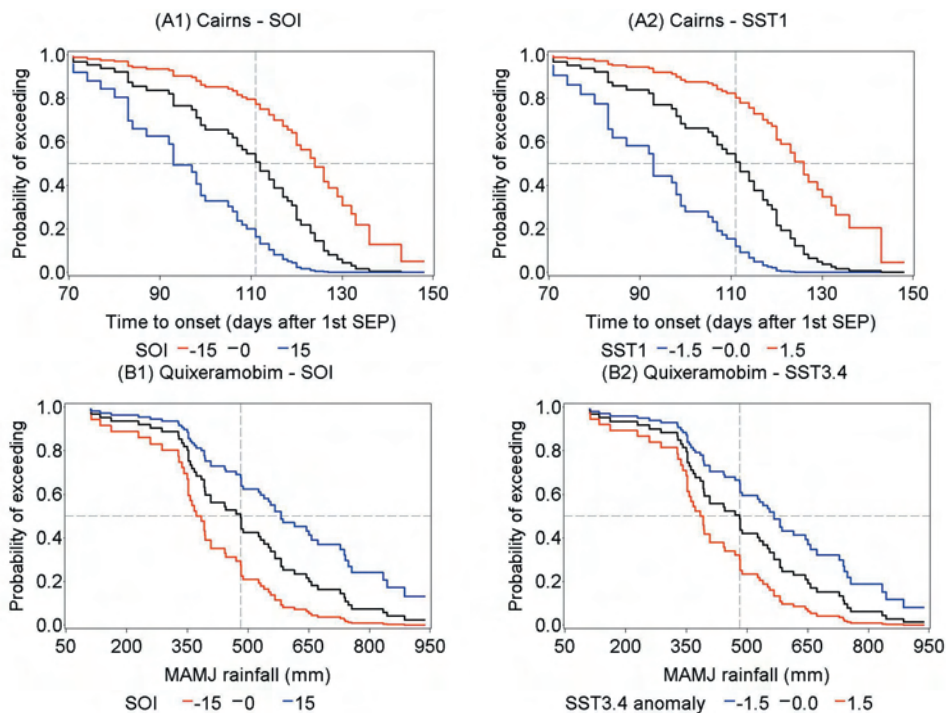 (A1) Cairns - SOI
Probability of exceeding
1.0
0.8
0.6
0.4
0.2
0.0
70 90 110 130 150
Time to onset (days after 1st SEP)
SOI -15 0 15
(A2) Cairns - SST1
Probability of exceeding
1.0
0.8
0.6
0.4
0.2
0.0
70 90 110 130 150
Time to onset (days after 1st SEP)
SST1 -1.5 0.0 1.5
(B1) Quixeramobim - SOI
Probability of exceeding
1.0
0.8
0.6
0.4
0.2
0.0
50 200 350 500 650 800 950
MAMJ rainfall (mm)
SOI -15 0 15
(B2) Quixeramobim - SST3.4
Probability of exceeding
1.0
0.8
0.6
0.4
0.2
0.0
50 200 350 500 650 800 950
MAMJ rainfall (mm)
SST3.4 anomaly -1.5 0.0 1.5